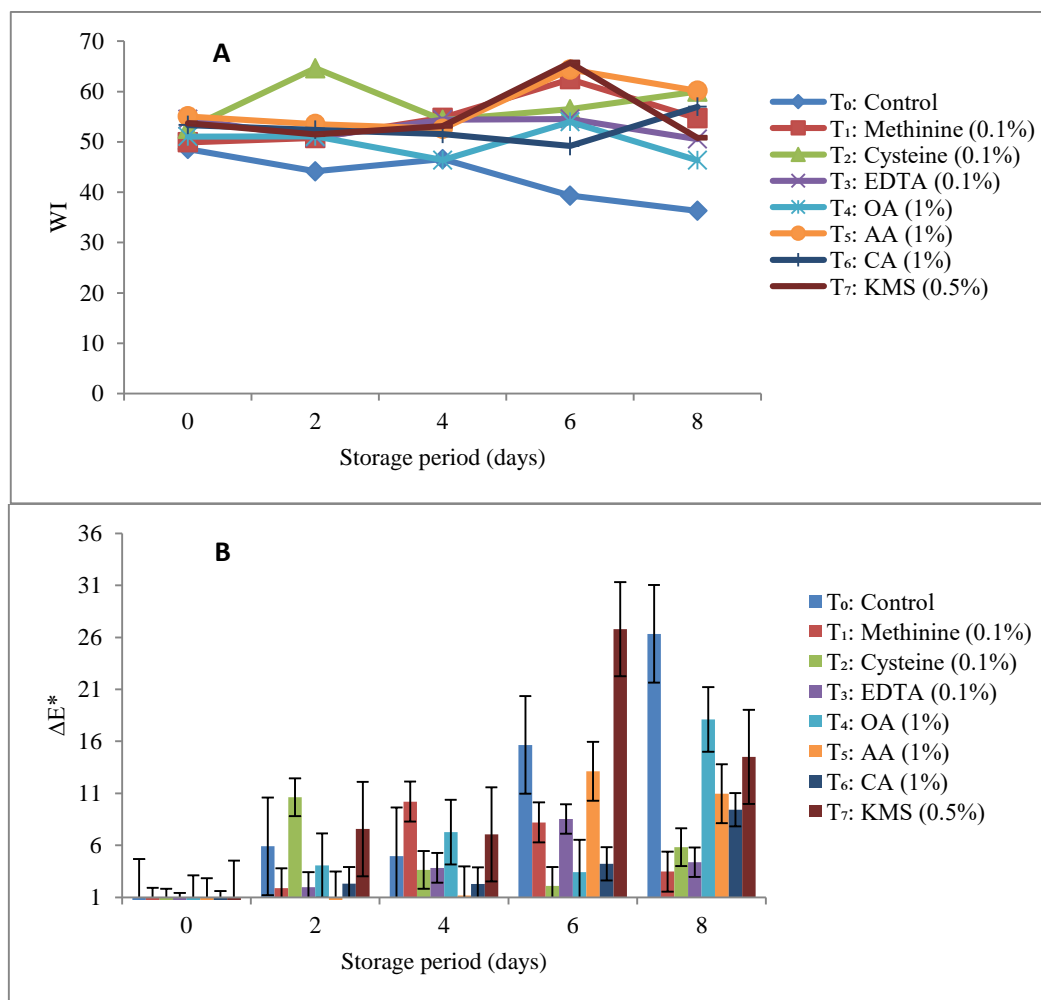 A
70
60
50
40
30
20
10
0
WI
0 2 4 6 8
Storage period (days)
T₀: Control
T₁: Methinine (0.1%)
T₂: Cysteine (0.1%)
T₃: EDTA (0.1%)
T₄: OA (1%)
T₅: AA (1%)
T₆: CA (1%)
T₇: KMS (0.5%)
B
36
31
26
21
16
11
6
1
ΔE*
0 2 4 6 8
Storage period (days)
T₀: Control
T₁: Methinine (0.1%)
T₂: Cysteine (0.1%)
T₃: EDTA (0.1%)
T₄: OA (1%)
T₅: AA (1%)
T₆: CA (1%)
T₇: KMS (0.5%)